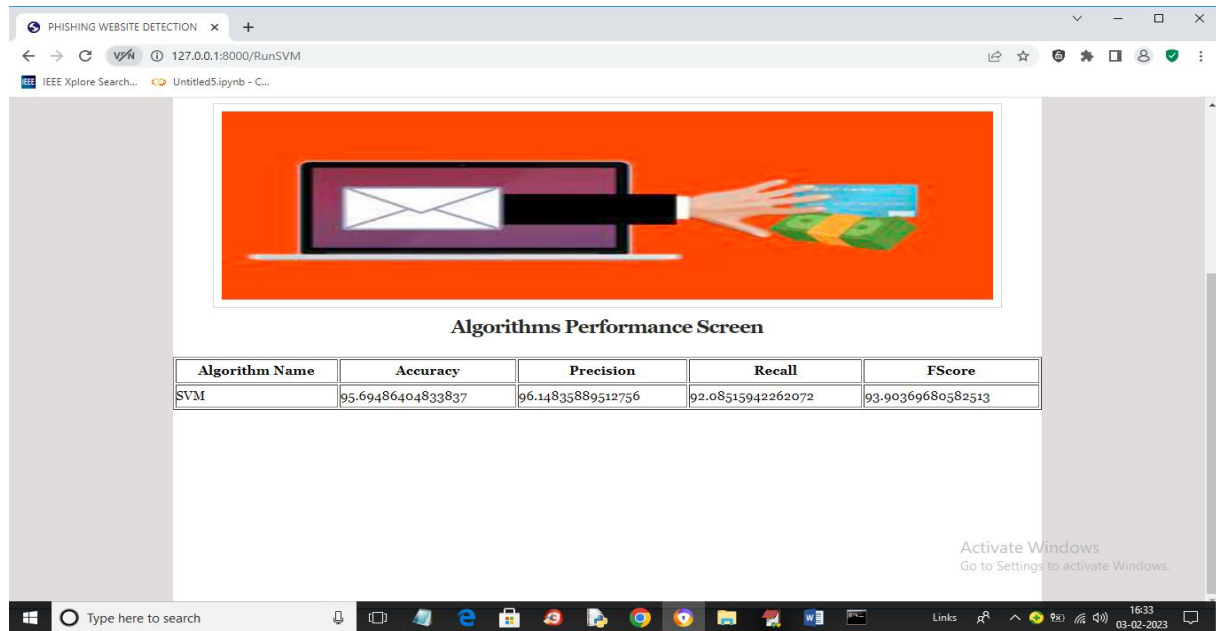 PHISHING WEBSITE DETECTION
VPN 127.0.0.1:8000/RunSVM
IEEE IEEE Xplore Search... Untitled5.ipynb - C...
Algorithms Performance Screen
Algorithm Name Accuracy Precision Recall FScore
SVM 95.69486404833837 96.14835889512756 92.08515942262072 93.90369680582513
Activate Windows
Go to Settings to activate Windows.
Type here to search Links 16:33
03-02-2023